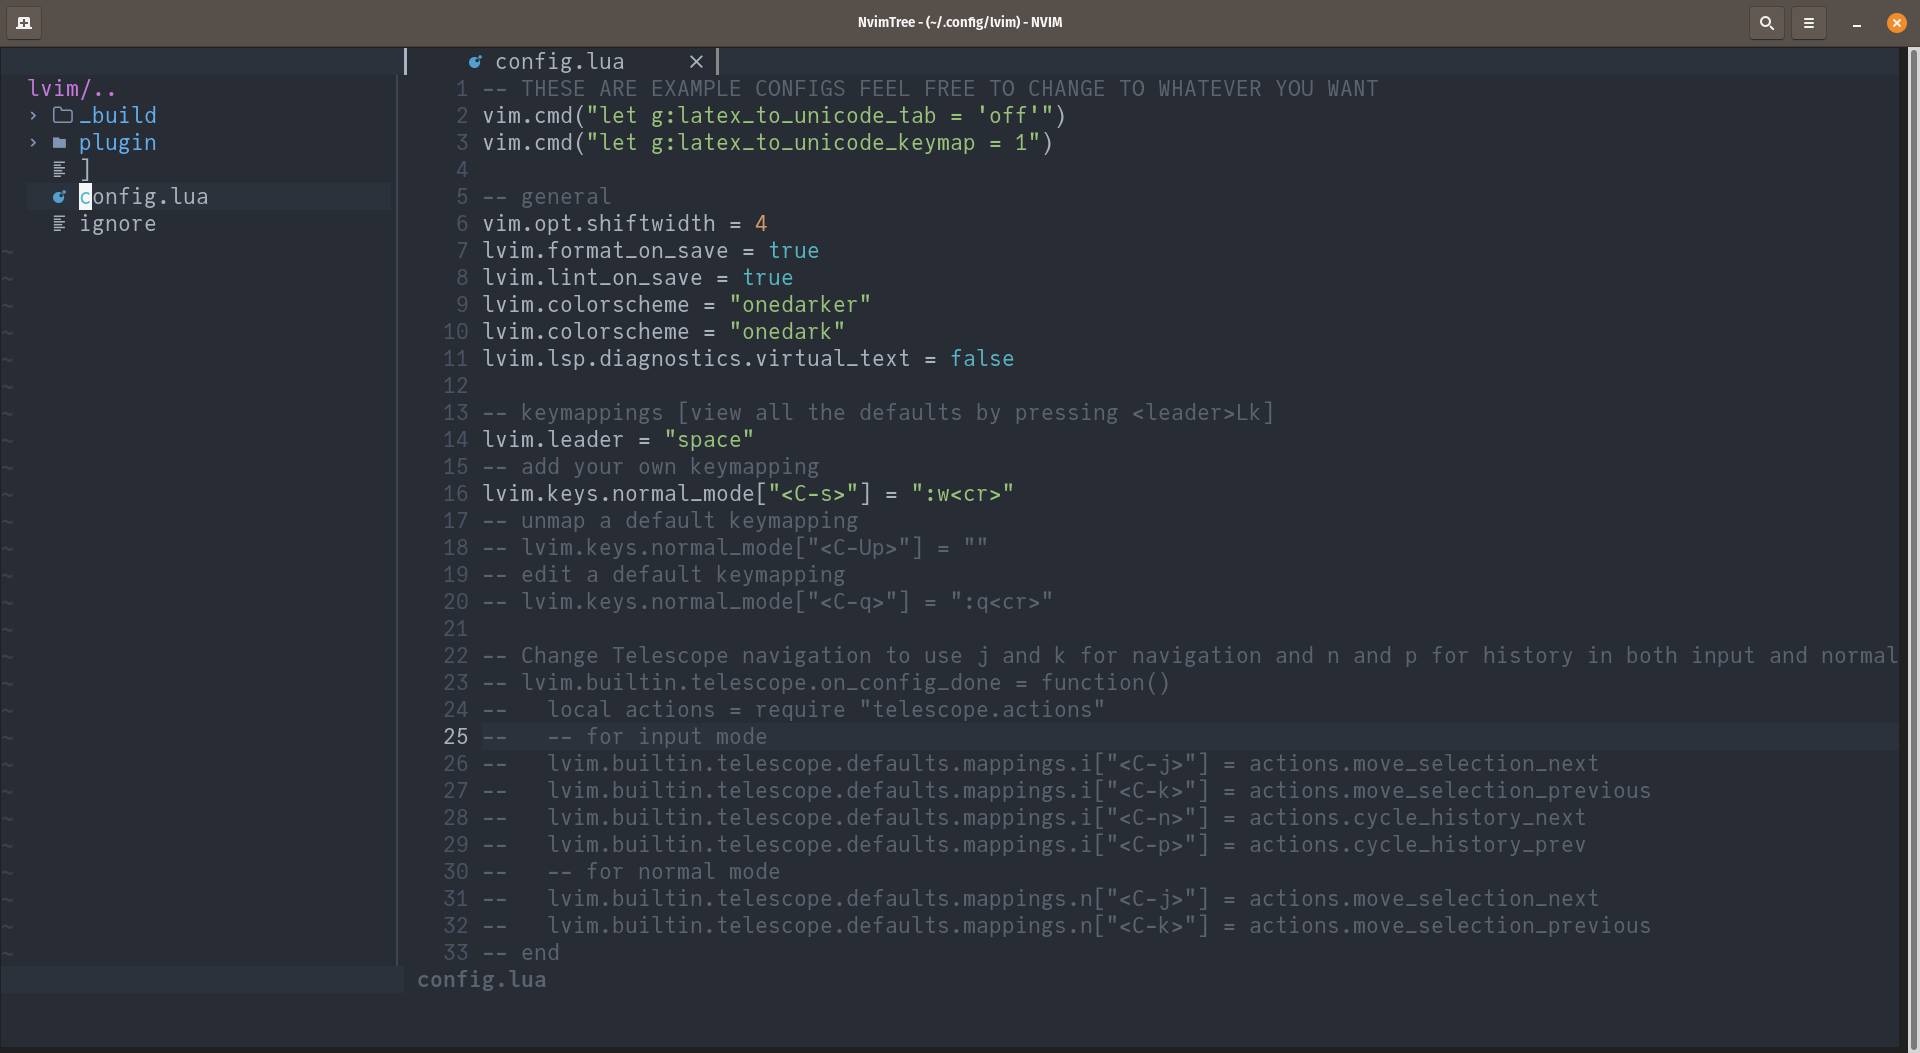 NvimTree - (~/.config/lvim) - NVIM
lvim/..
_build
plugin
]
config.lua
ignore
config.lua
1 -- THESE ARE EXAMPLE CONFIGS FEEL FREE TO CHANGE TO WHATEVER YOU WANT
2 vim.cmd("let g:latex_to_unicode_tab = 'off'")
3 vim.cmd("let g:latex_to_unicode_keymap = 1")
4
5 -- general
6 vim.opt.shiftwidth = 4
7 lvim.format_on_save = true
8 lvim.lint_on_save = true
9 lvim.colorscheme = "onedarker"
10 lvim.colorscheme = "onedark"
11 lvim.lsp.diagnostics.virtual_text = false
12
13 -- keymappings [view all the defaults by pressing <leader>Lk]
14 lvim.leader = "space"
15 -- add your own keymapping
16 lvim.keys.normal_mode["<C-s>"] = ":w<cr>"
17 -- unmap a default keymapping
18 -- lvim.keys.normal_mode["<C-Up>"] = ""
19 -- edit a default keymapping
20 -- lvim.keys.normal_mode["<C-q>"] = ":q<cr>"
21
22 -- Change Telescope navigation to use j and k for navigation and n and p for history in both input and normal
23 -- lvim.builtin.telescope.on_config_done = function()
24 --   local actions = require "telescope.actions"
25 --   -- for input mode
26 --   lvim.builtin.telescope.defaults.mappings.i["<C-j>"] = actions.move_selection_next
27 --   lvim.builtin.telescope.defaults.mappings.i["<C-k>"] = actions.move_selection_previous
28 --   lvim.builtin.telescope.defaults.mappings.i["<C-n>"] = actions.cycle_history_next
29 --   lvim.builtin.telescope.defaults.mappings.i["<C-p>"] = actions.cycle_history_prev
30 --   -- for normal mode
31 --   lvim.builtin.telescope.defaults.mappings.n["<C-j>"] = actions.move_selection_next
32 --   lvim.builtin.telescope.defaults.mappings.n["<C-k>"] = actions.move_selection_previous
33 -- end
config.lua